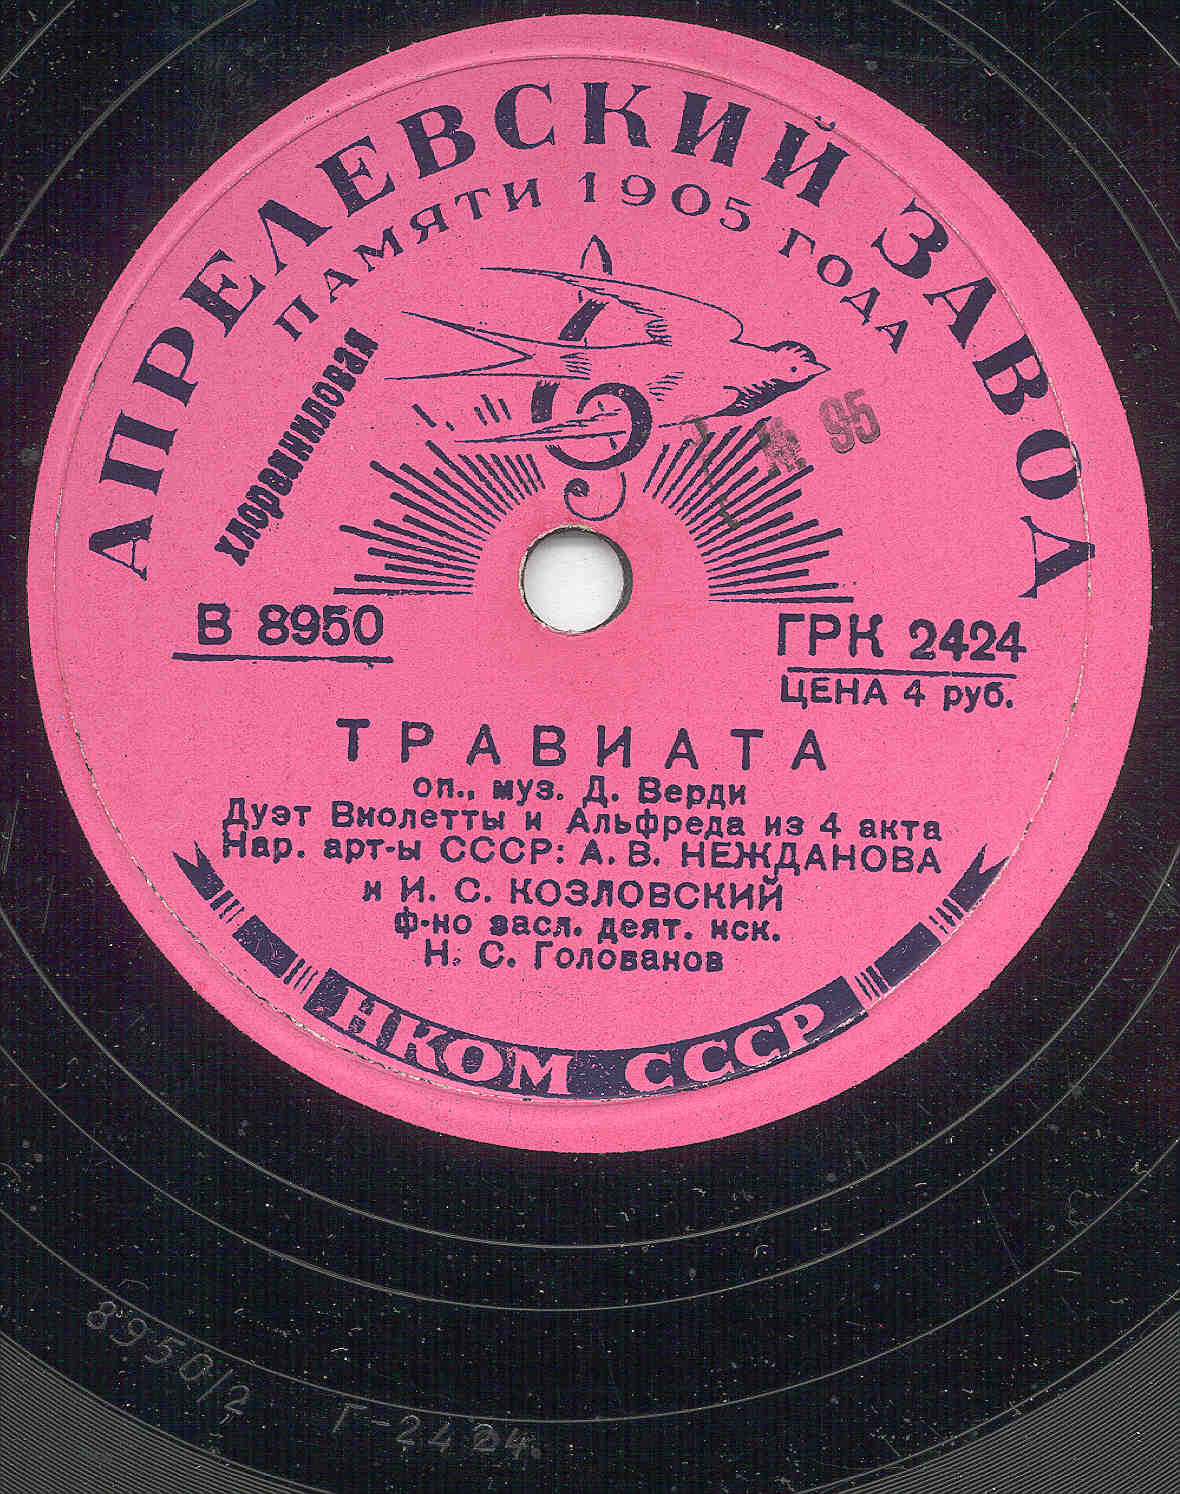 АПРЕЛЕВСКИЙ ЗАВОД
ПАМЯТИ 1905 ГОДА
хлорвиниловая
№ 95
В 8950
ГРК 2424
ЦЕНА 4 руб.
ТРАВИАТА
оп., муз. Д. Верди
Дуэт Виолетты и Альфреда из 4 акта
Нар. арт-ы СССР: А. В. НЕЖДАНОВА
и И. С. КОЗЛОВСКИЙ
ф-но засл. деят. иск.
Н. С. Голованов
НКОМ СССР
8950/2 Г-2424.